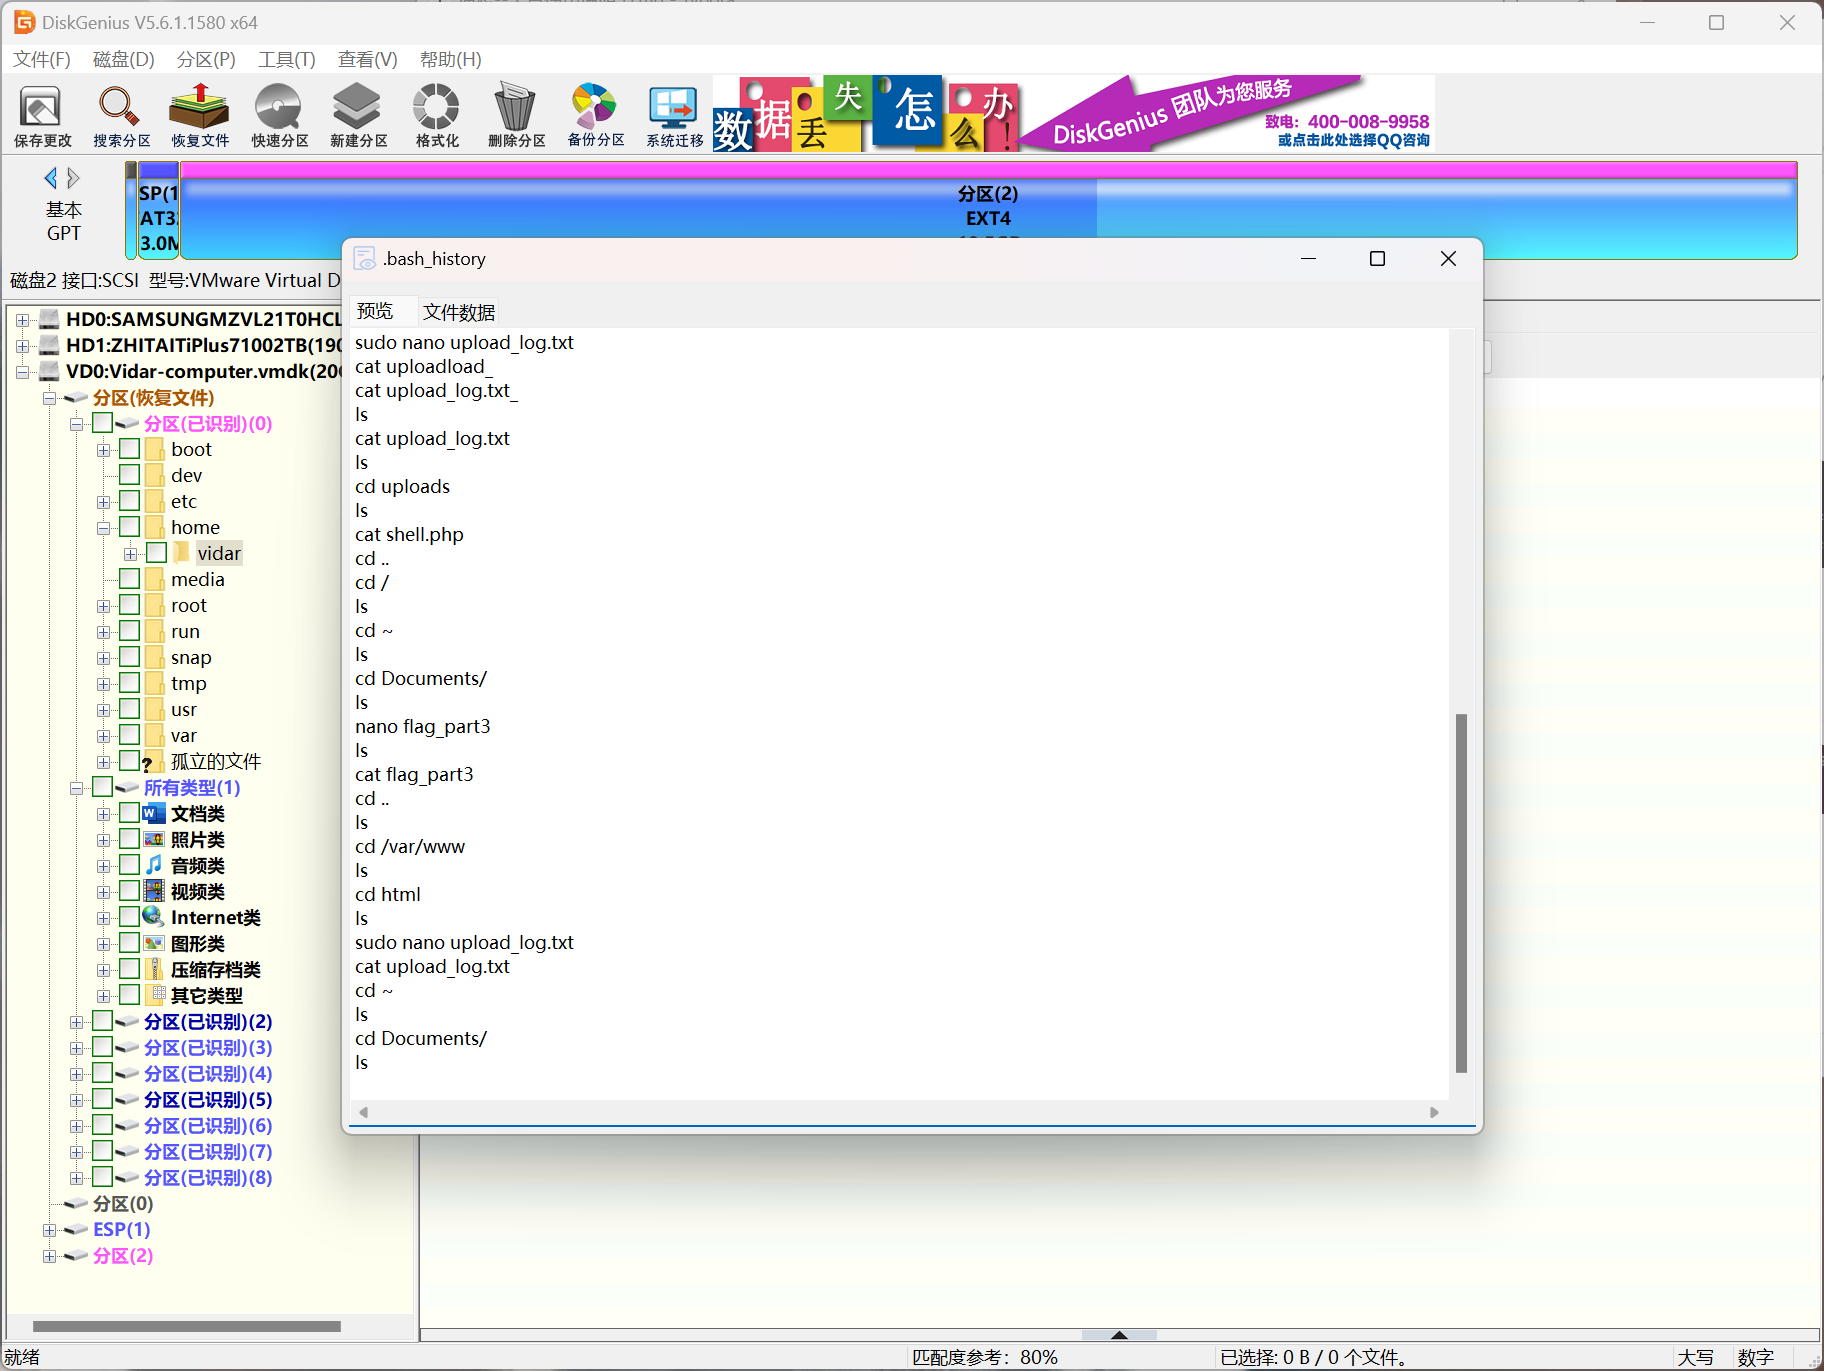 DiskGenius V5.6.1.1580 x64
文件(F) 磁盘(D) 分区(P) 工具(T) 查看(V) 帮助(H)
保存更改 搜索分区 恢复文件 快速分区 新建分区 格式化 删除分区 备份分区 系统迁移
数据丢失怎么办!
DiskGenius 团队为您服务
致电: 400-008-9958
或点击此处选择QQ咨询
基本
GPT
SP(1
AT3
3.0M
分区(2)
EXT4
磁盘2 接口:SCSI 型号:VMware Virtual D
HD0:SAMSUNGMZVL21T0HCL
HD1:ZHITAITiPlus71002TB(190
VD0:Vidar-computer.vmdk(20
分区(恢复文件)
分区(已识别)(0)
boot
dev
etc
home
vidar
media
root
run
snap
tmp
usr
var
孤立的文件
所有类型(1)
文档类
照片类
音频类
视频类
Internet类
图形类
压缩存档类
其它类型
分区(已识别)(2)
分区(已识别)(3)
分区(已识别)(4)
分区(已识别)(5)
分区(已识别)(6)
分区(已识别)(7)
分区(已识别)(8)
分区(0)
ESP(1)
分区(2)
.bash_history
预览 文件数据
sudo nano upload_log.txt
cat uploadload_
cat upload_log.txt_
ls
cat upload_log.txt
ls
cd uploads
ls
cat shell.php
cd ..
cd /
ls
cd ~
ls
cd Documents/
ls
nano flag_part3
ls
cat flag_part3
cd ..
ls
cd /var/www
ls
cd html
ls
sudo nano upload_log.txt
cat upload_log.txt
cd ~
ls
cd Documents/
ls
就绪
匹配度参考：80%
已选择: 0 B / 0 个文件。
大写
数字